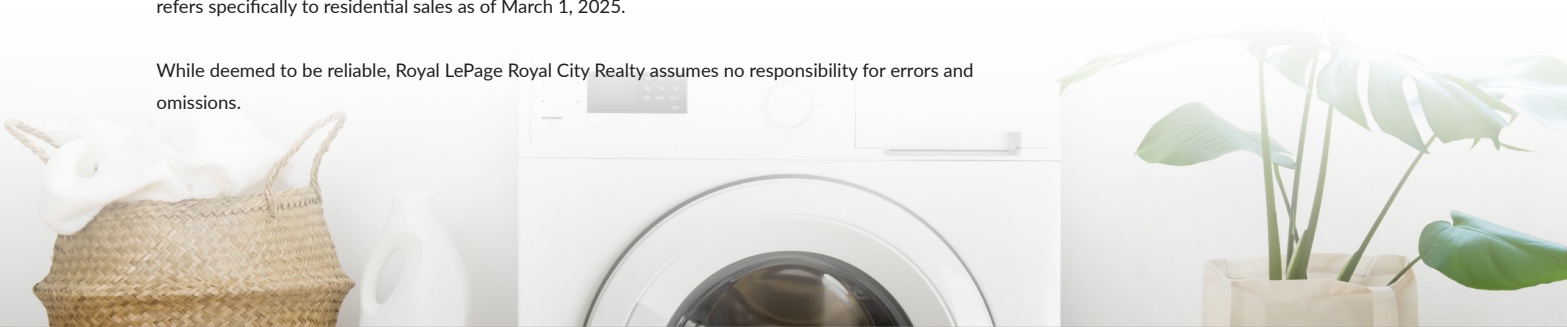 refers specifically to residential sales as of March 1, 2025.
While deemed to be reliable, Royal LePage Royal City Realty assumes no responsibility for errors and
omissions.